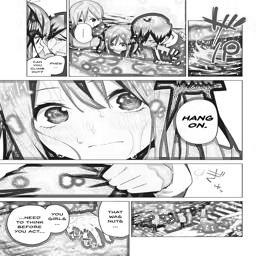 PHEW...
CAN
YOU
CLIMB
OUT?
HANG
ON.
THAT
WAS
NUTS
...
YOU
GIRLS
...
...NEED
TO THINK
BEFORE
YOU ACT...